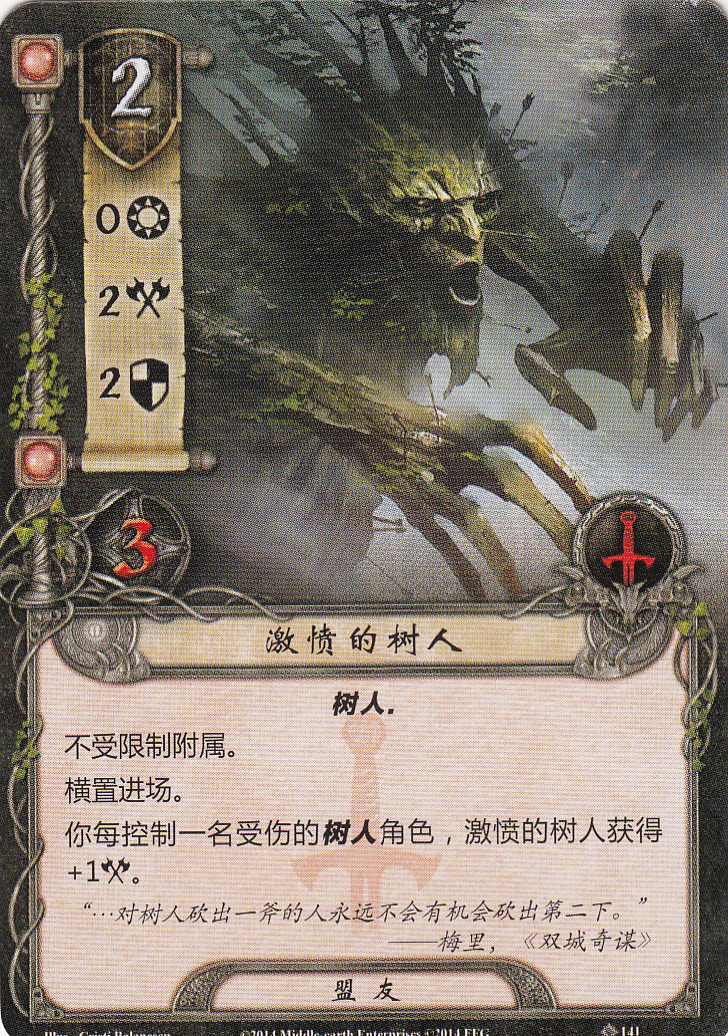 2
0
2
2
3
激愤的树人
树人.
不受限制附属。
横置进场。
你每控制一名受伤的树人角色，激愤的树人获得
+1。
“…对树人砍出一斧的人永远不会有机会砍出第二下。”
——梅里，《双城奇谋》
盟友
©2014 Middle-earth Enterprises ©2014 FFG 141